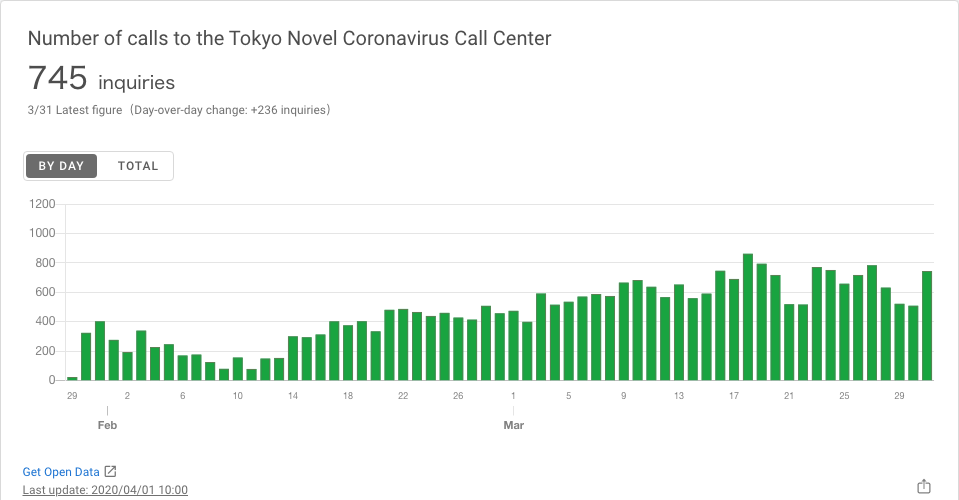 Number of calls to the Tokyo Novel Coronavirus Call Center
745 inquiries
3/31 Latest figure（Day-over-day change: +236 inquiries）
BY DAY TOTAL
1200
1000
800
600
400
200
0
29 2 6 10 14 18 22 26 1 5 9 13 17 21 25 29
Feb Mar
Get Open Data
Last update: 2020/04/01 10:00